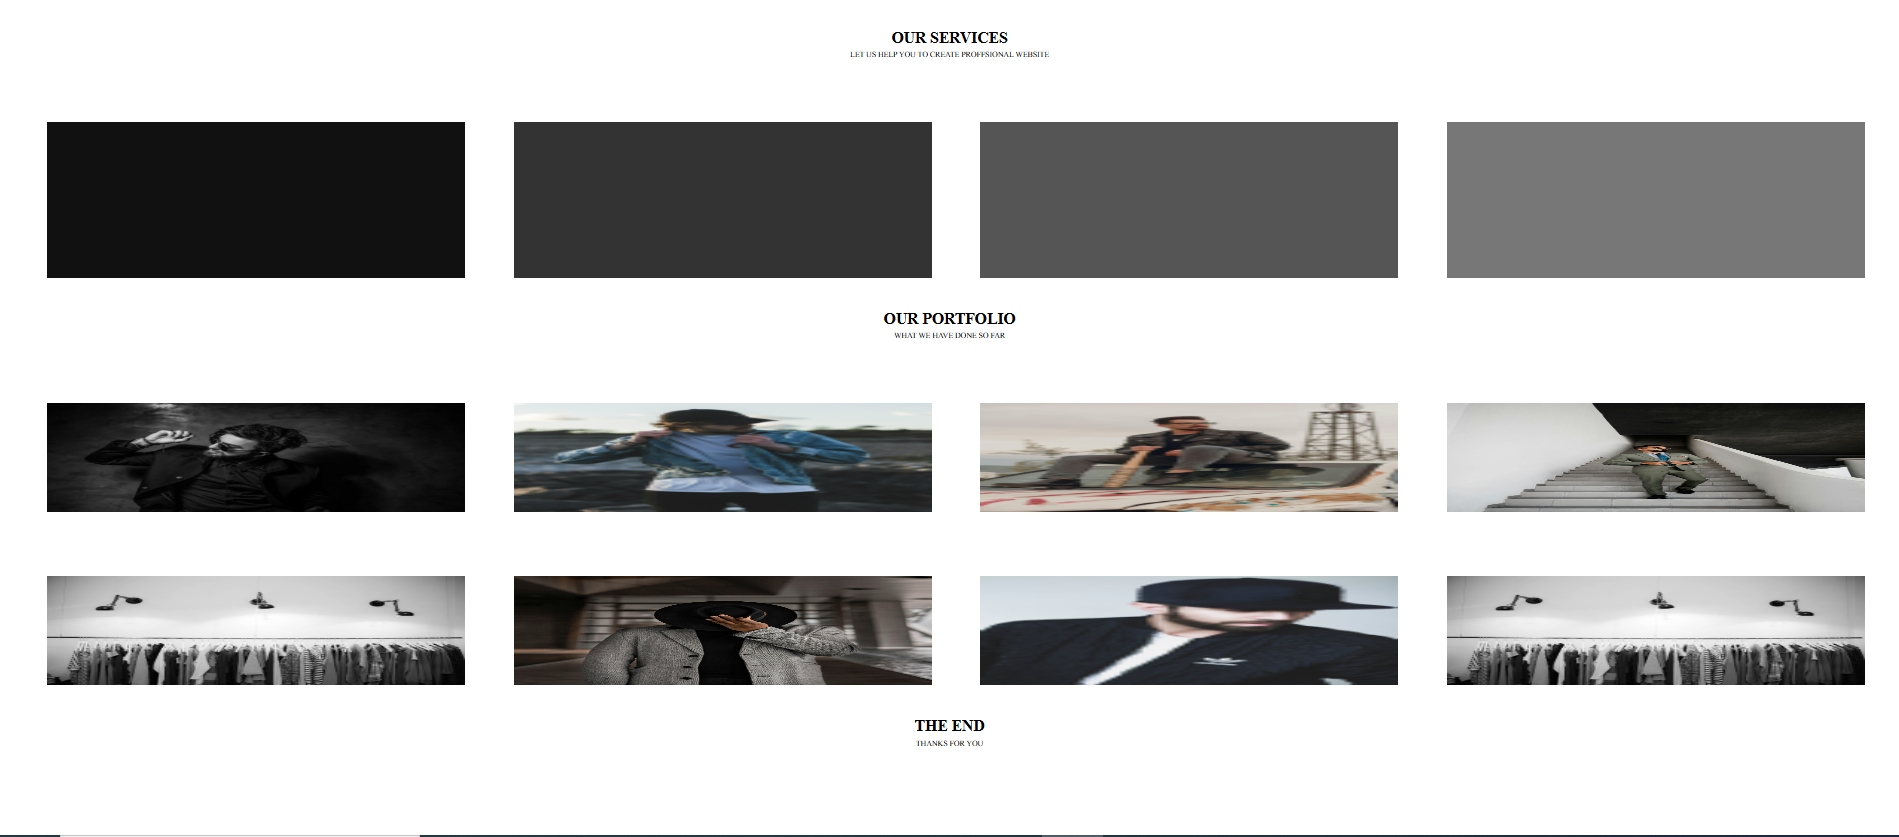 OUR SERVICES
LET US HELP YOU TO CREATE PROFFSIONAL WEBSITE
OUR PORTFOLIO
WHAT WE HAVE DONE SO FAR
THE END
THANKS FOR YOU